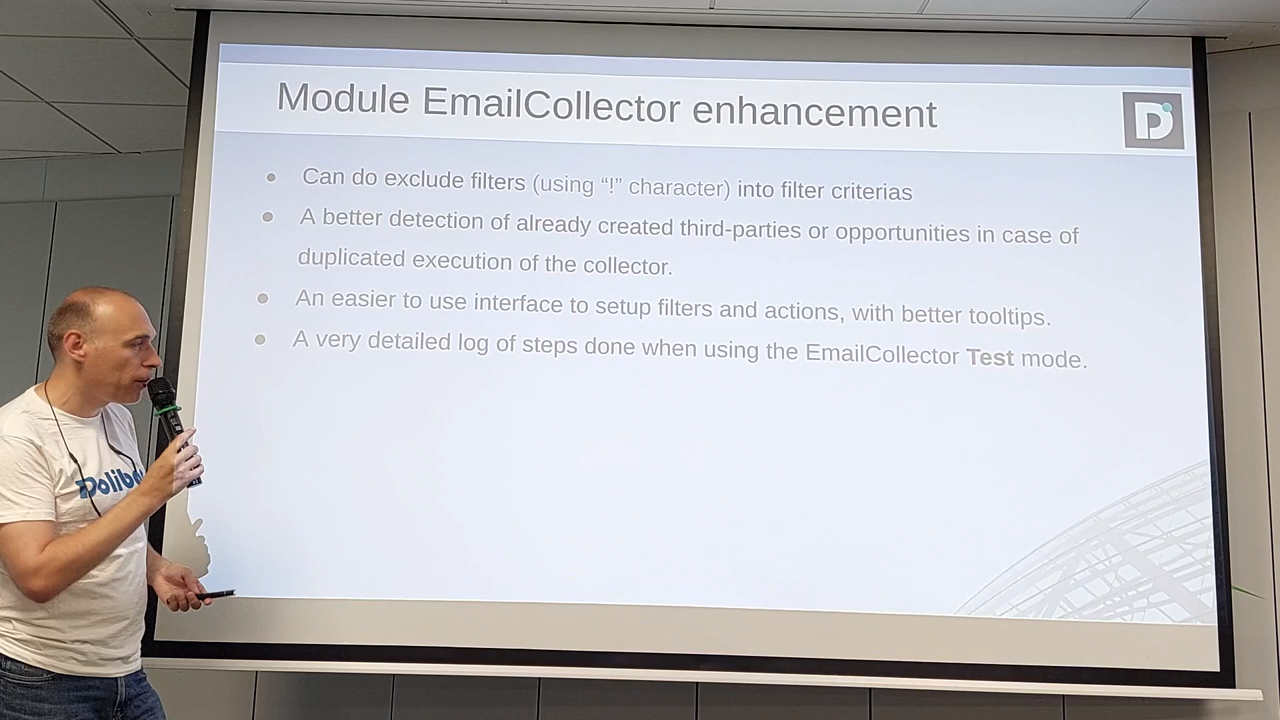 Module EmailCollector enhancement
D
Can do exclude filters (using “!” character) into filter criterias
A better detection of already created third-parties or opportunities in case of
duplicated execution of the collector.
An easier to use interface to setup filters and actions, with better tooltips.
A very detailed log of steps done when using the EmailCollector Test mode.